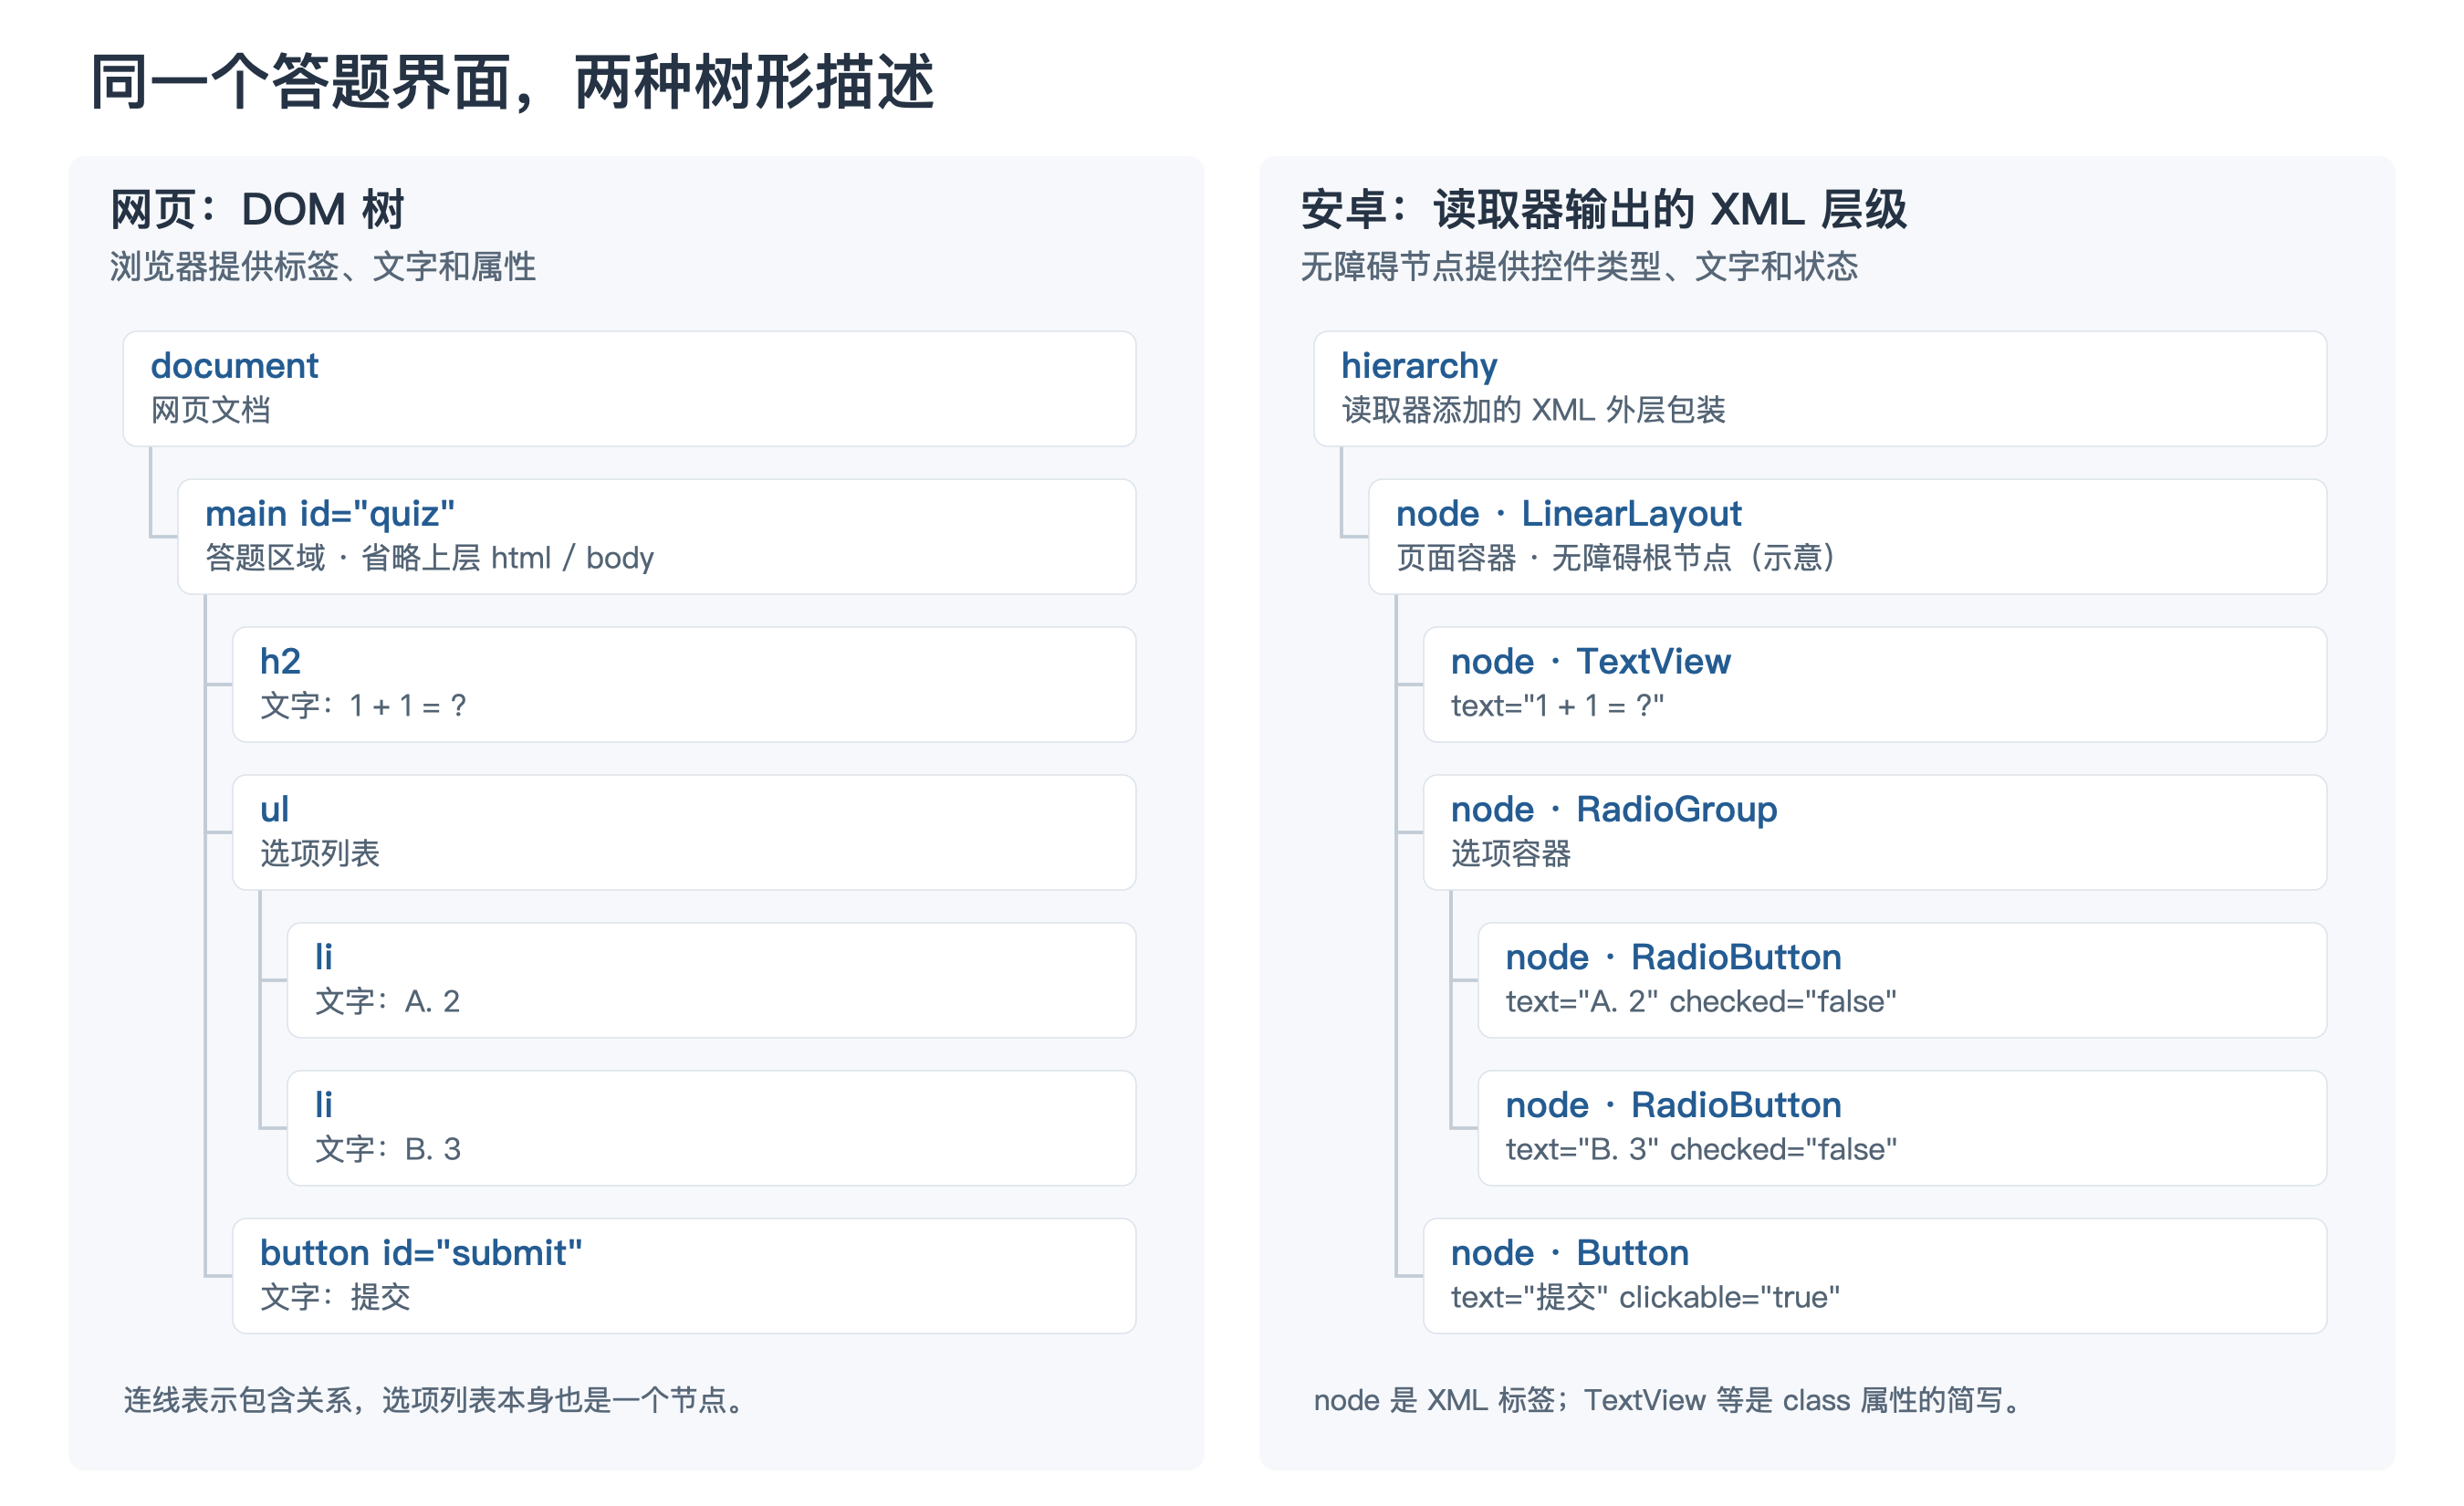 同一个答题界面，两种树形描述
网页：DOM 树
浏览器提供标签、文字和属性
document
网页文档
main id="quiz"
答题区域 · 省略上层 html / body
h2
文字：1 + 1 = ?
ul
选项列表
li
文字：A. 2
li
文字：B. 3
button id="submit"
文字：提交
连线表示包含关系，选项列表本身也是一个节点。
安卓：读取器输出的 XML 层级
无障碍节点提供控件类型、文字和状态
hierarchy
读取器添加的 XML 外层包装
node · LinearLayout
页面容器 · 无障碍根节点（示意）
node · TextView
text="1 + 1 = ?"
node · RadioGroup
选项容器
node · RadioButton
text="A. 2" checked="false"
node · RadioButton
text="B. 3" checked="false"
node · Button
text="提交" clickable="true"
node 是 XML 标签；TextView 等是 class 属性的简写。